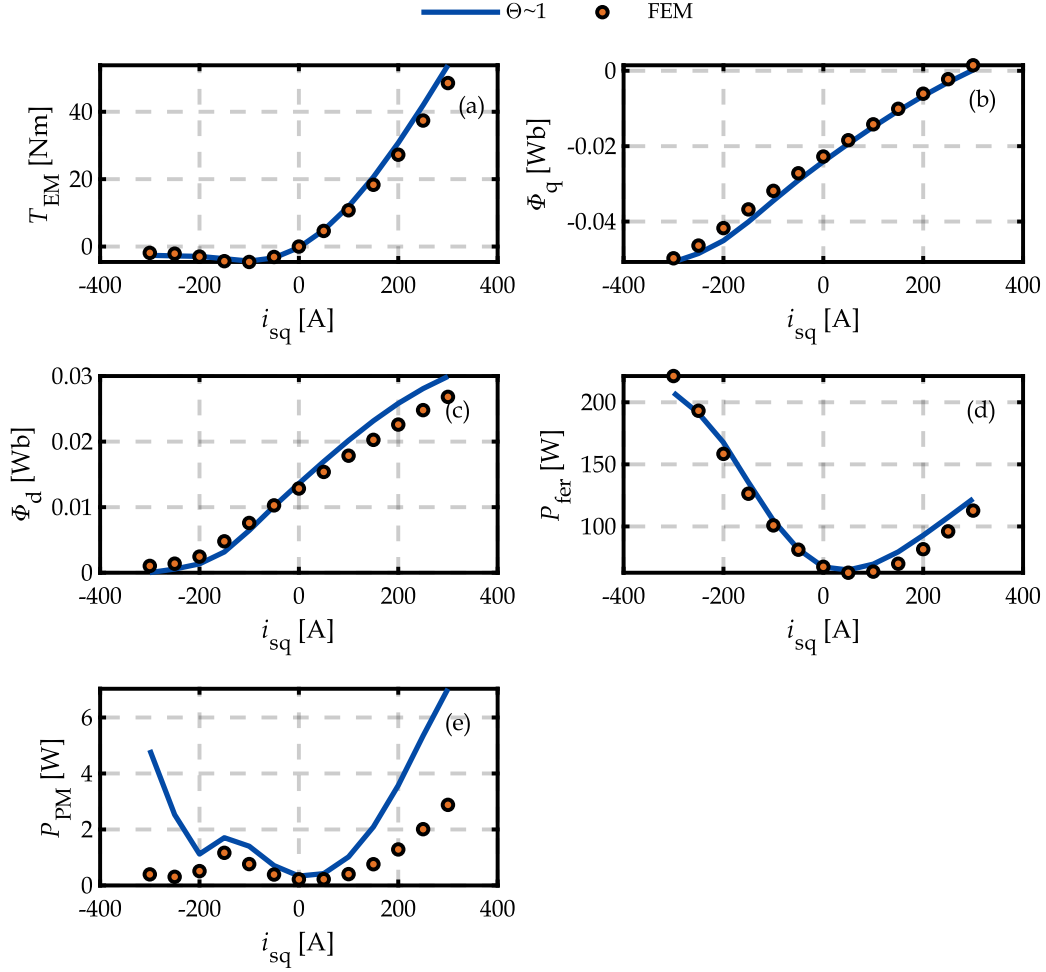 Θ~1 FEM
(a)
40
20
0
T_EM [Nm]
-400 -200 0 200 400
i_sq [A]
(b)
0
-0.02
-0.04
Φ_q [Wb]
-400 -200 0 200 400
i_sq [A]
(c)
0.03
0.02
0.01
0
Φ_d [Wb]
-400 -200 0 200 400
i_sq [A]
(d)
200
150
100
P_fer [W]
-400 -200 0 200 400
i_sq [A]
(e)
6
4
2
0
P_PM [W]
-400 -200 0 200 400
i_sq [A]